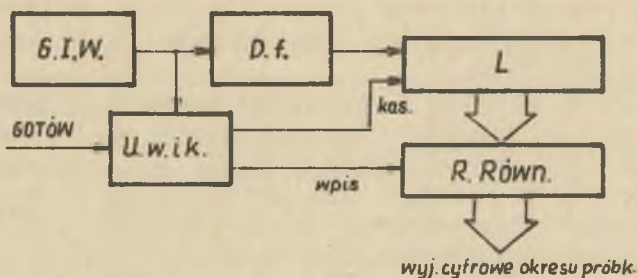 G.I.W.
D.f.
L
kas.
GOTÓW
U.w.i k.
wpis
R. Równ.
wyj. cyfrowe okresu próbk.